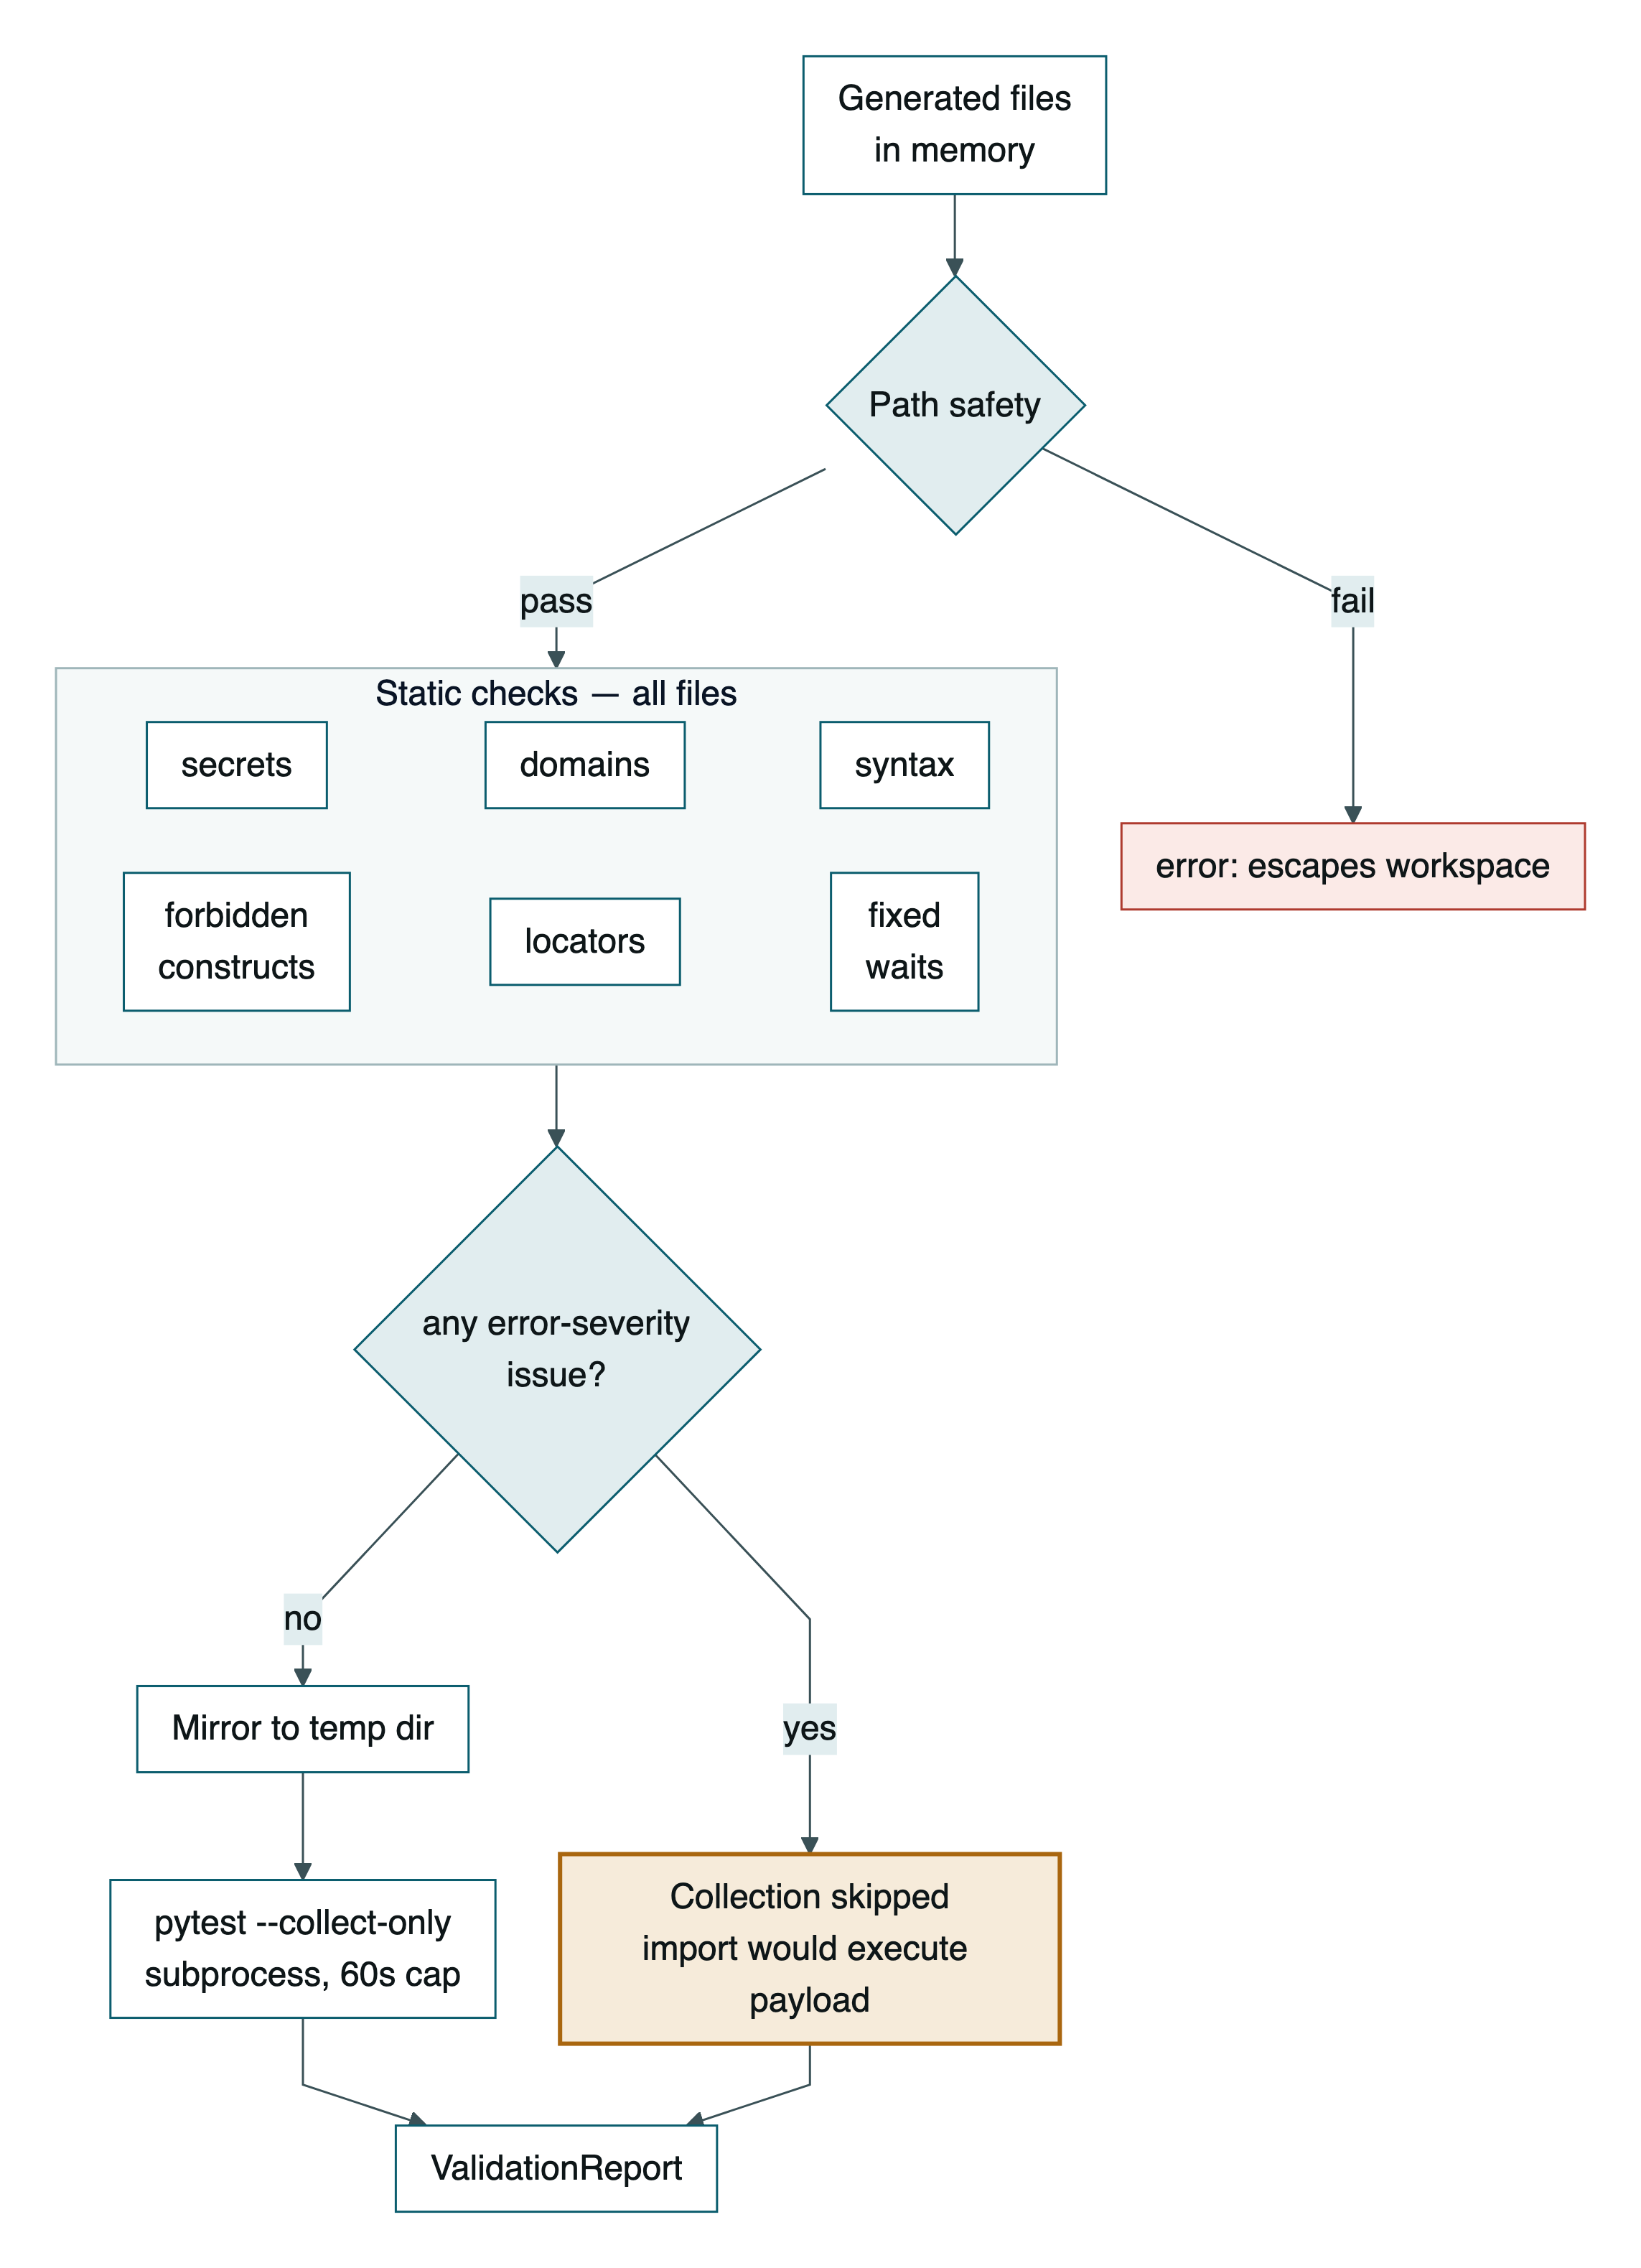 Generated files
in memory
Path safety
pass
fail
Static checks — all files
secrets
domains
syntax
forbidden
constructs
locators
fixed
waits
error: escapes workspace
any error-severity
issue?
no
yes
Mirror to temp dir
pytest --collect-only
subprocess, 60s cap
Collection skipped
import would execute
payload
ValidationReport